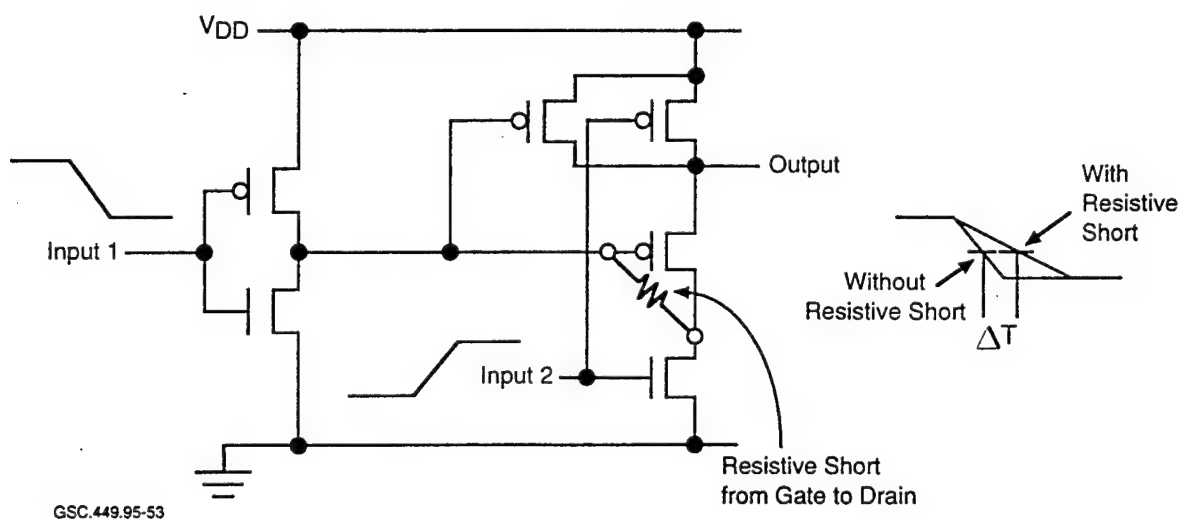 VDD
Output
Input 1
With
Resistive
Short
Without
Resistive Short
ΔT
Input 2
Resistive Short
from Gate to Drain
GSC.449.95-53